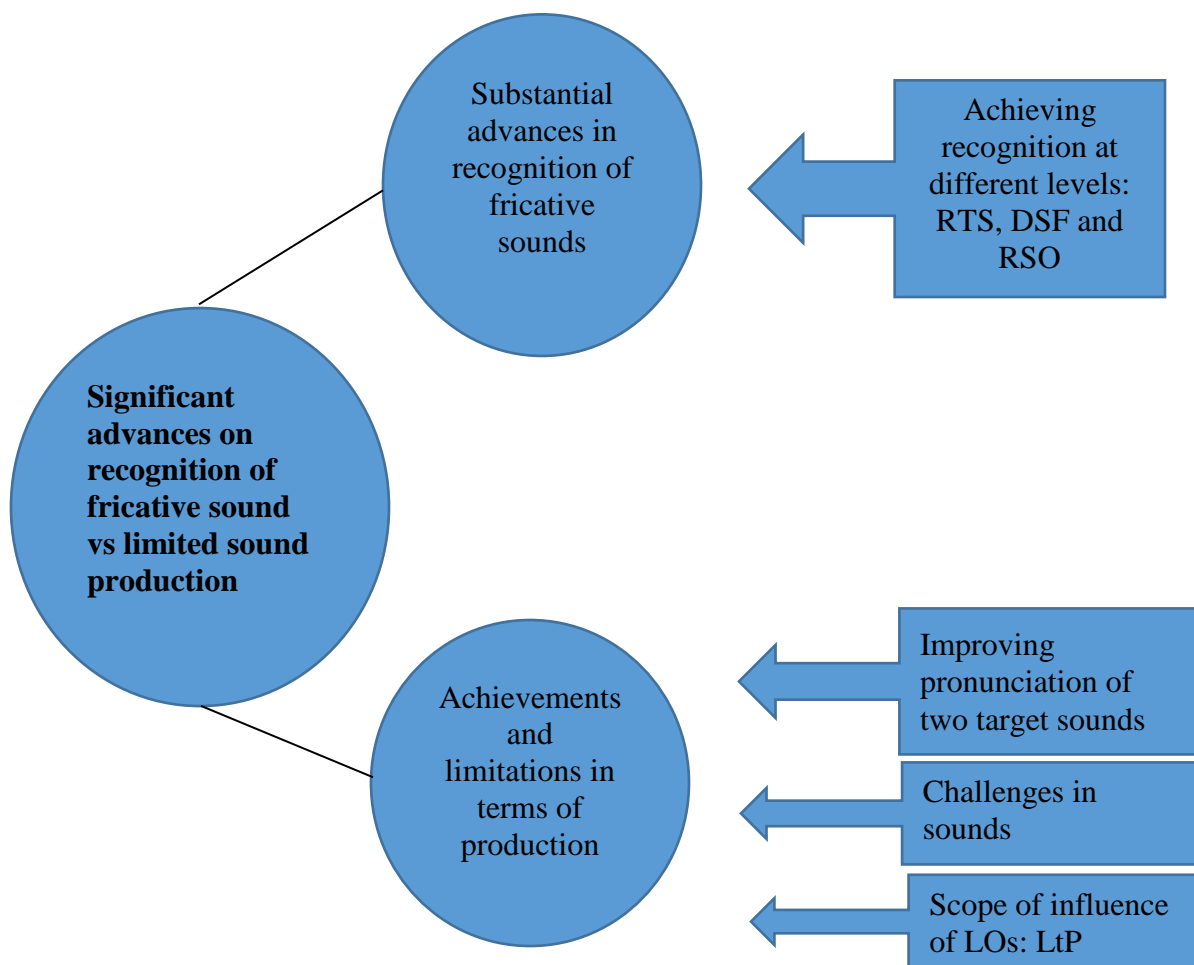 Substantial
advances in
recognition of
fricative
sounds
Achieving
recognition at
different levels:
RTS, DSF and
RSO
Significant
advances on
recognition of
fricative sound
vs limited sound
production
Achievements
and
limitations in
terms of
production
Improving
pronunciation of
two target sounds
Challenges in
sounds
Scope of influence
of LOs: LtP